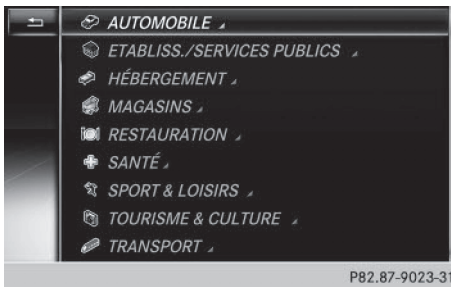 AUTOMOBILE
ETABLISS./SERVICES PUBLICS
HÉBERGEMENT
MAGASINS
RESTAURATION
SANTÉ
SPORT & LOISIRS
TOURISME & CULTURE
TRANSPORT
P82.87-9023-31